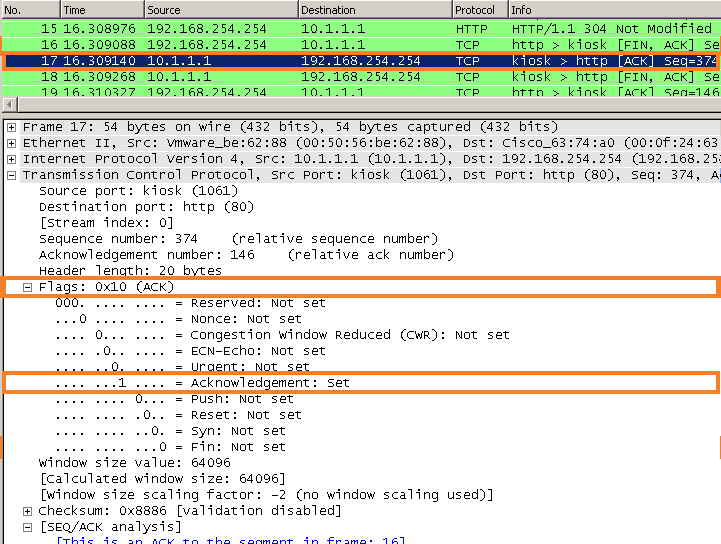 No. Time Source Destination Protocol Info
15 16.308976 192.168.254.254 10.1.1.1 HTTP HTTP/1.1 304 Not Modified
16 16.309088 192.168.254.254 10.1.1.1 TCP http > kiosk [FIN, ACK] Se
17 16.309140 10.1.1.1 192.168.254.254 TCP kiosk > http [ACK] Seq=374
18 16.309268 192.168.254.254 10.1.1.1 TCP http > kiosk [FIN, ACK] Se
19 16.310327 192.168.254.254 10.1.1.1 TCP kiosk > http [ACK] Seq=146
Frame 17: 54 bytes on wire (432 bits), 54 bytes captured (432 bits)
Ethernet II, Src: Vmware_be:62:88 (00:50:56:be:62:88), Dst: Cisco_63:74:a0 (00:0f:24:63
Internet Protocol Version 4, Src: 10.1.1.1 (10.1.1.1), Dst: 192.168.254.254 (192.168.25
Transmission Control Protocol, Src Port: kiosk (1061), Dst Port: http (80), Seq: 374, A
Source port: kiosk (1061)
Destination port: http (80)
[Stream index: 0]
Sequence number: 374 (relative sequence number)
Acknowledgement number: 146 (relative ack number)
Header length: 20 bytes
Flags: 0x10 (ACK)
000. .... .... = Reserved: Not set
...0 .... .... = Nonce: Not set
.... 0... .... = Congestion Window Reduced (CWR): Not set
.... .0.. .... = ECN-Echo: Not set
.... ..0. .... = Urgent: Not set
.... ...1 .... = Acknowledgement: Set
.... .... 0... = Push: Not set
.... .... .0.. = Reset: Not set
.... .... ..0. = Syn: Not set
.... .... ...0 = Fin: Not set
Window size value: 64096
[Calculated window size: 64096]
[Window size scaling factor: -2 (no window scaling used)]
Checksum: 0x8886 [validation disabled]
[SEQ/ACK analysis]
[This is an ACK to the segment in frame: 16]